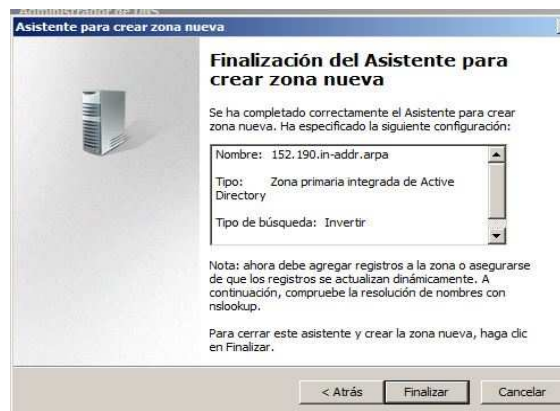 Administrador de DNS
Asistente para crear zona nueva
Finalización del Asistente para
crear zona nueva
Se ha completado correctamente el Asistente para crear
zona nueva. Ha especificado la siguiente configuración:
Nombre: 152.190.in-addr.arpa
Tipo: Zona primaria integrada de Active
Directory
Tipo de búsqueda: Invertir
Nota: ahora debe agregar registros a la zona o asegurarse
de que los registros se actualizan dinámicamente. A
continuación, compruebe la resolución de nombres con
nslookup.
Para cerrar este asistente y crear la zona nueva, haga clic
en Finalizar.
< Atrás Finalizar Cancelar